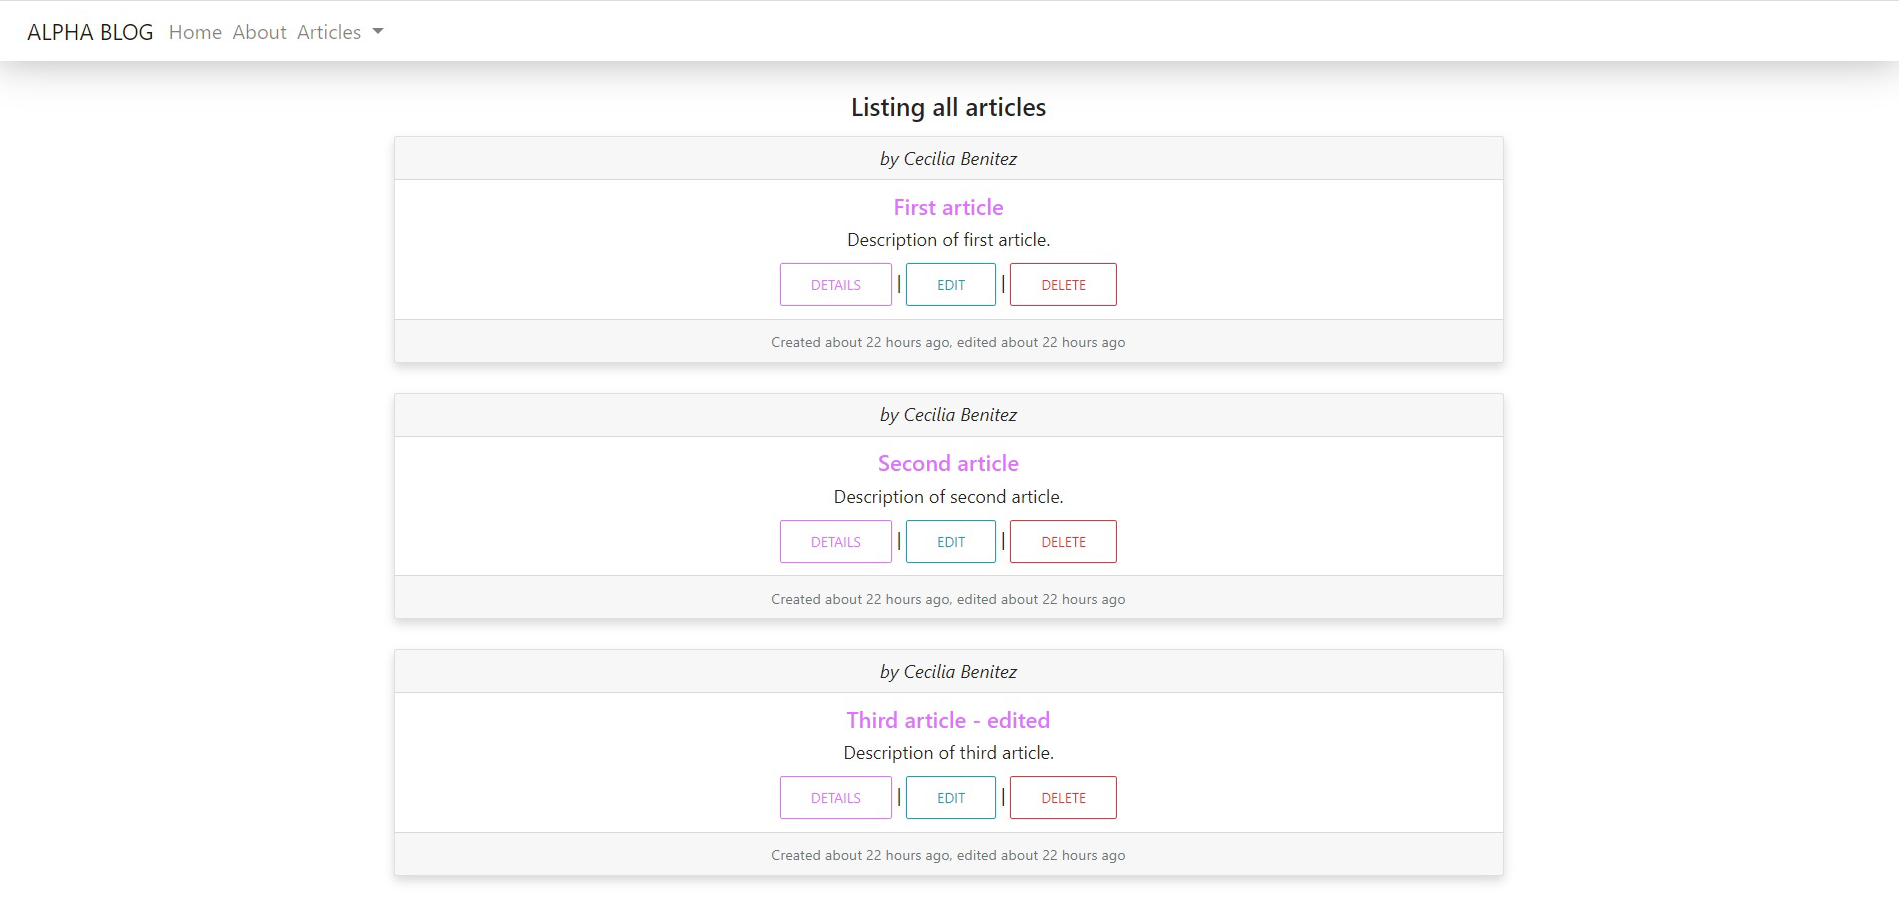 ALPHA BLOG Home About Articles
Listing all articles
by Cecilia Benitez
First article
Description of first article.
DETAILS | EDIT | DELETE
Created about 22 hours ago, edited about 22 hours ago
by Cecilia Benitez
Second article
Description of second article.
DETAILS | EDIT | DELETE
Created about 22 hours ago, edited about 22 hours ago
by Cecilia Benitez
Third article - edited
Description of third article.
DETAILS | EDIT | DELETE
Created about 22 hours ago, edited about 22 hours ago